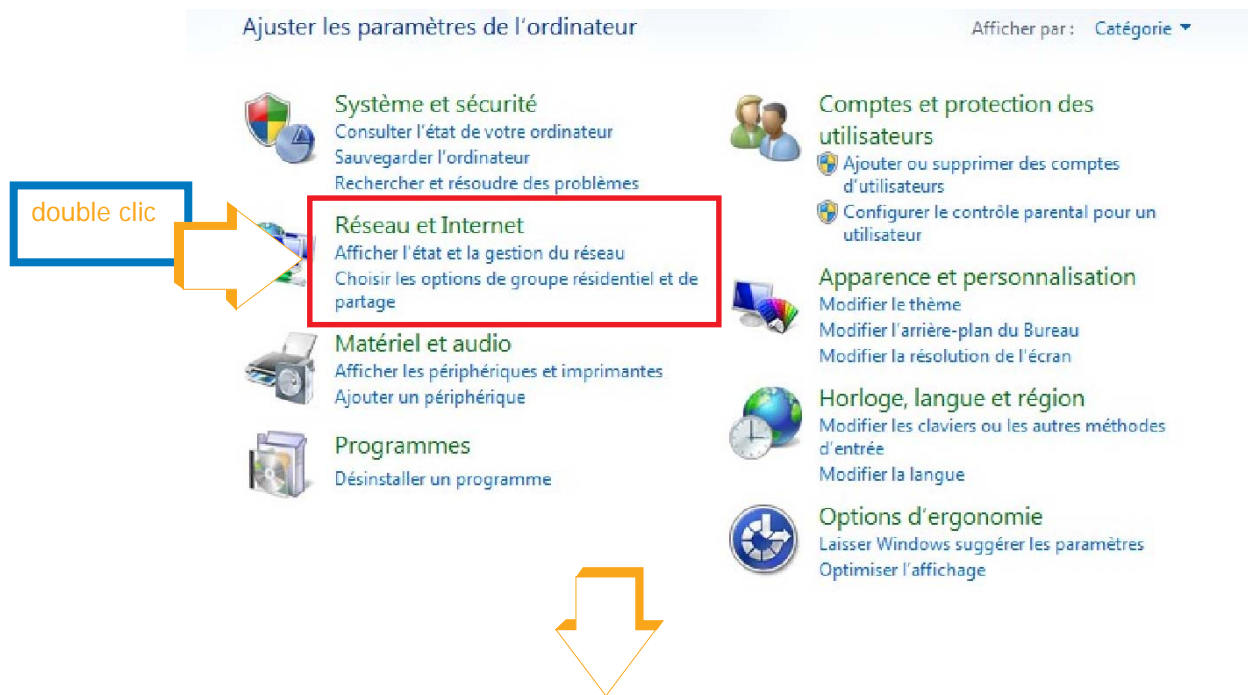 Ajuster les paramètres de l'ordinateur
Afficher par : Catégorie
Système et sécurité
Consulter l'état de votre ordinateur
Sauvegarder l'ordinateur
Rechercher et résoudre des problèmes
double clic
Réseau et Internet
Afficher l'état et la gestion du réseau
Choisir les options de groupe résidentiel et de
partage
Matériel et audio
Afficher les périphériques et imprimantes
Ajouter un périphérique
Programmes
Désinstaller un programme
Comptes et protection des
utilisateurs
Ajouter ou supprimer des comptes
d'utilisateurs
Configurer le contrôle parental pour un
utilisateur
Apparence et personnalisation
Modifier le thème
Modifier l'arrière-plan du Bureau
Modifier la résolution de l'écran
Horloge, langue et région
Modifier les claviers ou les autres méthodes
d'entrée
Modifier la langue
Options d'ergonomie
Laisser Windows suggérer les paramètres
Optimiser l'affichage